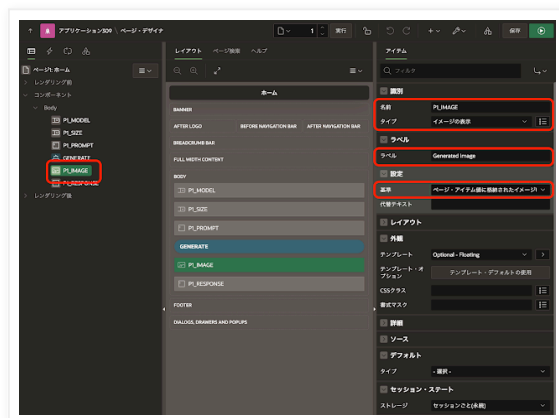 アプリケーション509 \ ページ・デザイナ
1
実行
保存
ページ1: ホーム
レンダリング前
コンポーネント
Body
P1_MODEL
P1_SIZE
P1_PROMPT
GENERATE
P1_IMAGE
P1_RESPONSE
レンダリング後
レイアウト
ページ検索
ヘルプ
ホーム
BANNER
AFTER LOGO
BEFORE NAVIGATION BAR
AFTER NAVIGATION BAR
BREADCRUMB BAR
FULL WIDTH CONTENT
BODY
P1_MODEL
P1_SIZE
P1_PROMPT
GENERATE
P1_IMAGE
P1_RESPONSE
FOOTER
DIALOGS, DRAWERS AND POPUPS
アイテム
フィルタ
識別
名前
P1_IMAGE
タイプ
イメージの表示
ラベル
ラベル
Generated Image
設定
基準
ページ・アイテム値に格納されたイメージU
代替テキスト
レイアウト
外観
テンプレート
Optional - Floating
テンプレート・オプション
テンプレート・デフォルトの使用
CSSクラス
書式マスク
詳細
ソース
デフォルト
タイプ
- 選択 -
セッション・ステート
ストレージ
セッションごと(永続)